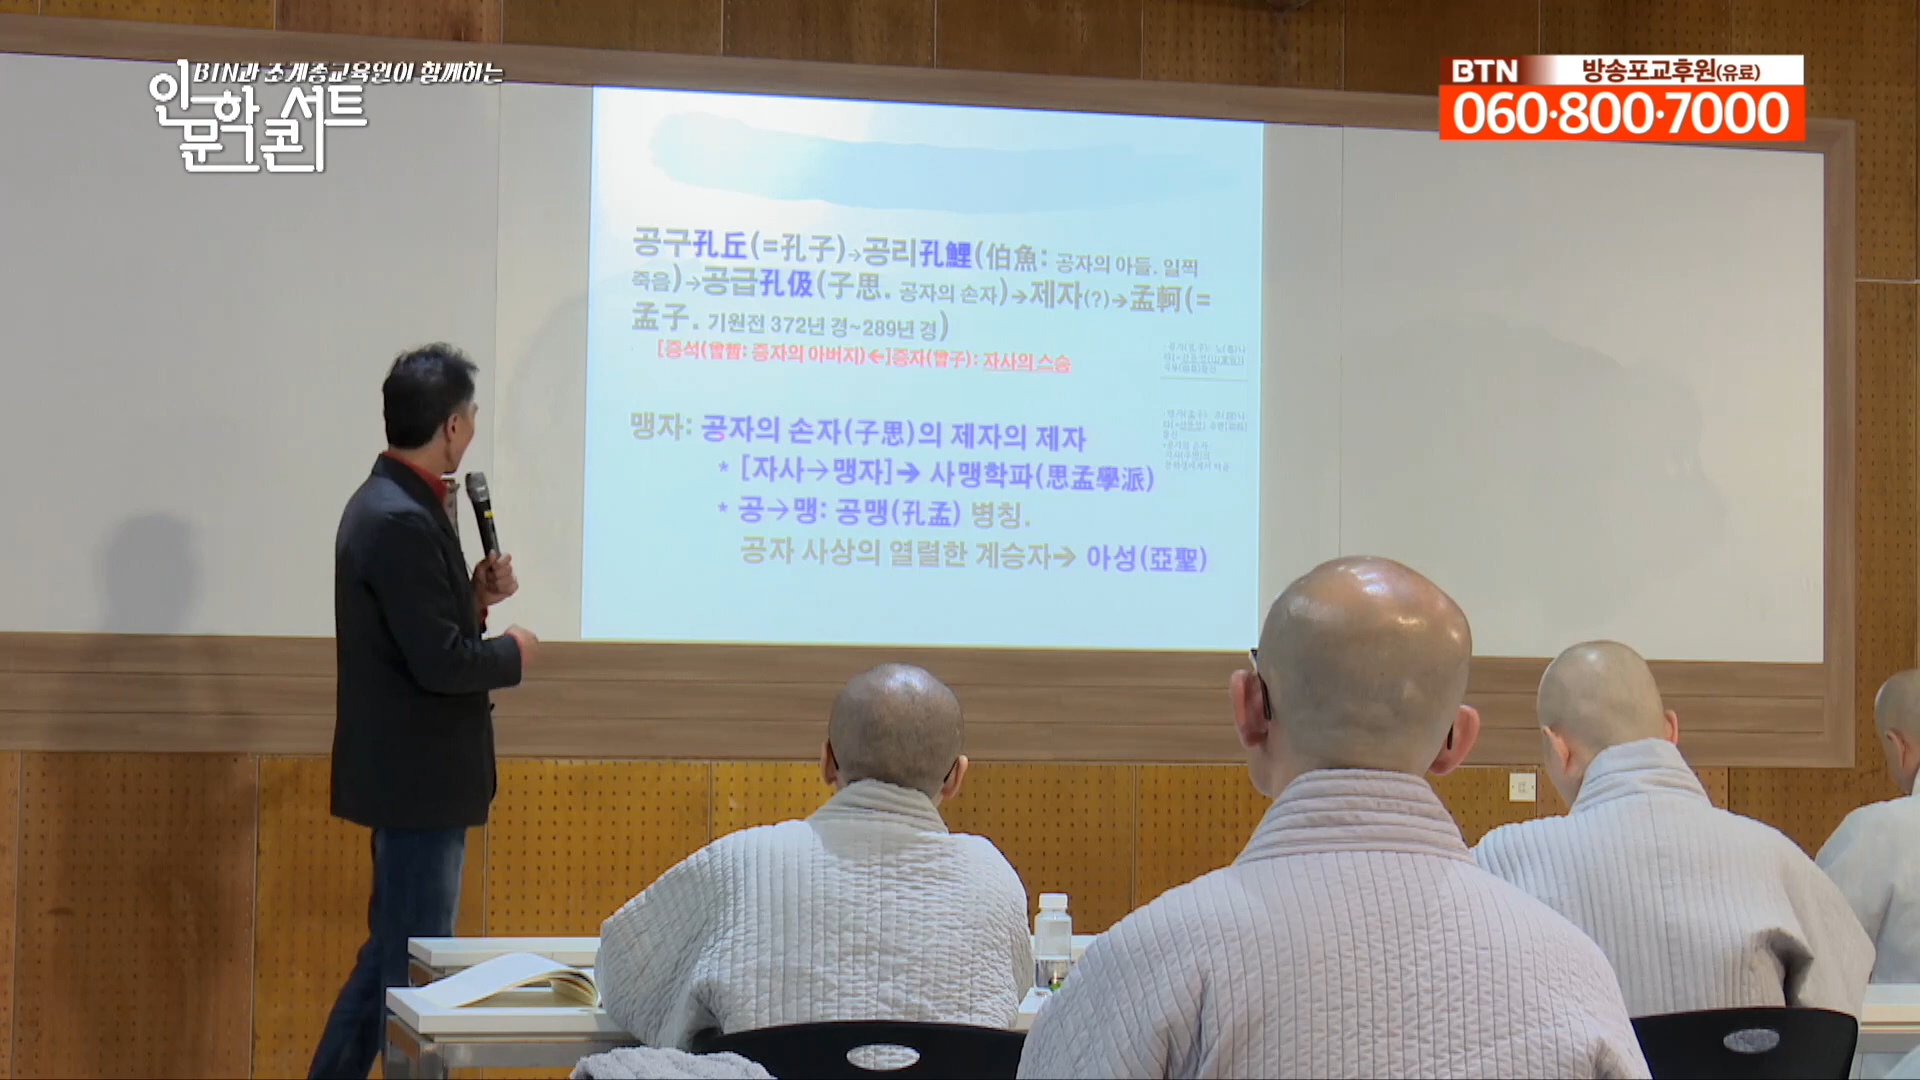 BTN과 조계종교육원이 함께하는
인문학 콘서트
BTN 방송포교후원(유료)
060·800·7000
공구孔丘(=孔子)→공리孔鯉(伯魚: 공자의 아들. 일찍
죽음)→공급孔伋(子思. 공자의 손자)→제자(?)→孟軻(=
孟子. 기원전 372년 경~289년 경)
[증석(曾晳: 증자의 아버지)←]증자(曾子): 자사의 스승
맹자: 공자의 손자(子思)의 제자의 제자
* [자사→맹자]→ 사맹학파(思孟學派)
* 공→맹: 공맹(孔孟) 병칭.
공자 사상의 열렬한 계승자→ 아성(亞聖)